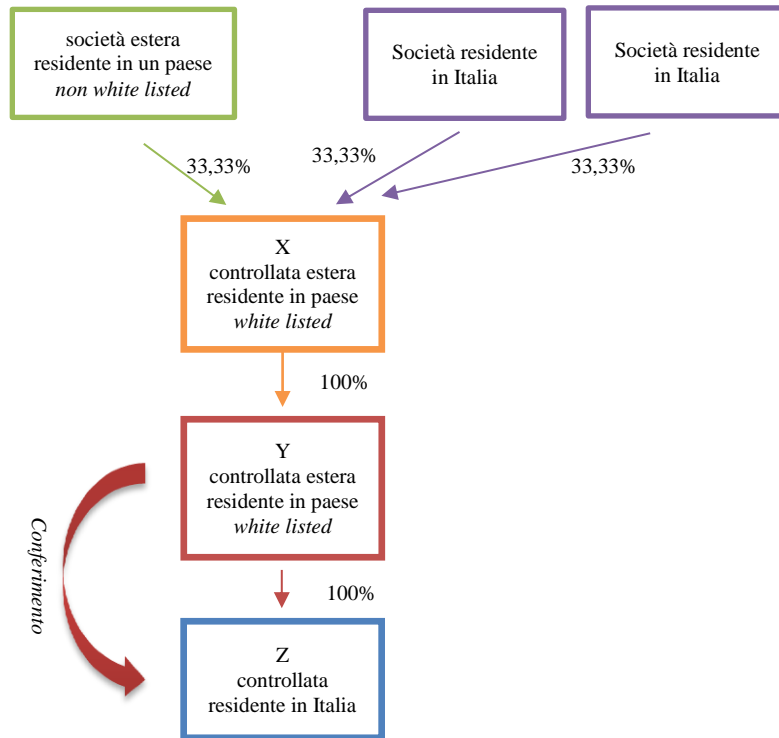 società estera
residente in un paese
non white listed
Società residente
in Italia
Società residente
in Italia
33,33%
33,33%
33,33%
X
controllata estera
residente in paese
white listed
100%
Y
controllata estera
residente in paese
white listed
Conferimento
100%
Z
controllata
residente in Italia